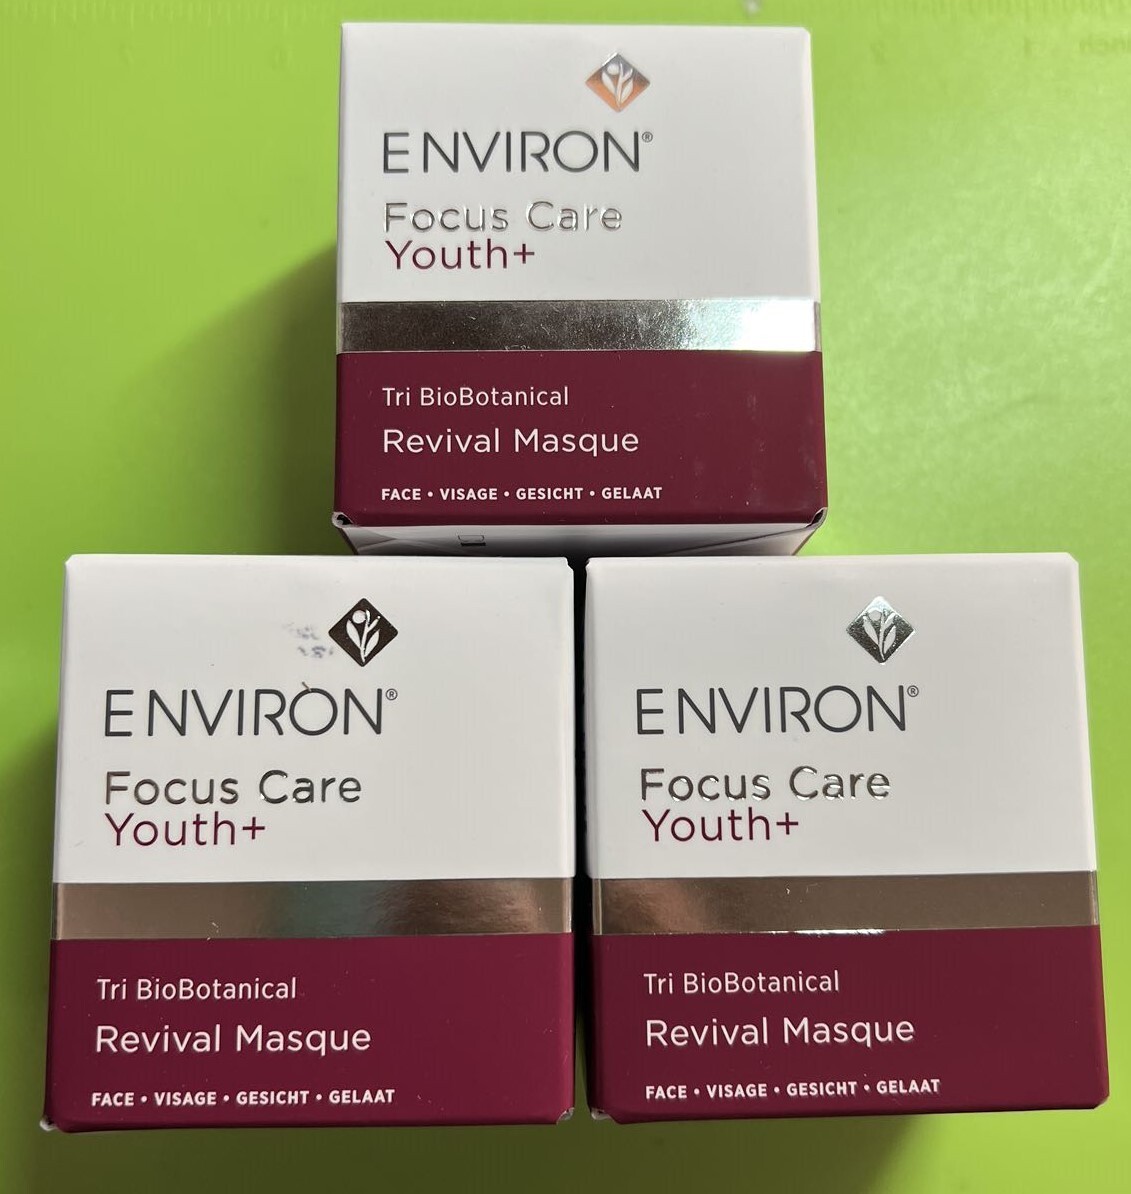 ENVIRON®
Focus Care
Youth+
Tri BioBotanical
Revival Masque
FACE • VISAGE • GESICHT • GELAAT
ENVIRON®
Focus Care
Youth+
Tri BioBotanical
Revival Masque
FACE • VISAGE • GESICHT • GELAAT
ENVIRON®
Focus Care
Youth+
Tri BioBotanical
Revival Masque
FACE • VISAGE • GESICHT • GELAAT